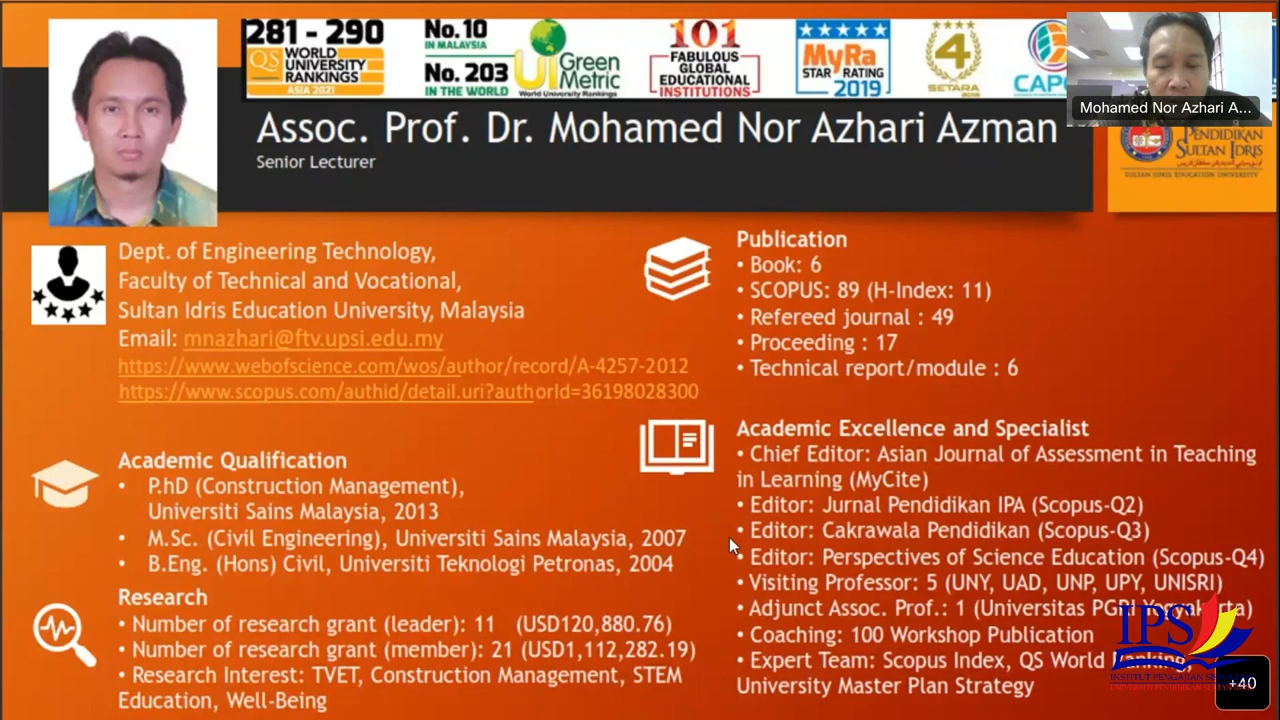 281 - 290
QS WORLD
UNIVERSITY
RANKINGS
ASIA 2021
No.10
IN MALAYSIA
No. 203
IN THE WORLD
UI Green
Metric
World University Rankings
101
FABULOUS
GLOBAL
EDUCATIONAL
INSTITUTIONS
MyRa
STAR RATING
2019
4
SETARA
Mohamed Nor Azhari A...
Assoc. Prof. Dr. Mohamed Nor Azhari Azman
Senior Lecturer
PENDIDIKAN
SULTAN IDRIS
SULTAN IDRIS EDUCATION UNIVERSITY
Dept. of Engineering Technology,
Faculty of Technical and Vocational,
Sultan Idris Education University, Malaysia
Email: mnazhari@ftv.upsi.edu.my
https://www.webofscience.com/wos/author/record/A-4257-2012
https://www.scopus.com/authid/detail.uri?authorId=36198028300
Academic Qualification
• P.hD (Construction Management),
Universiti Sains Malaysia, 2013
• M.Sc. (Civil Engineering), Universiti Sains Malaysia, 2007
• B.Eng. (Hons) Civil, Universiti Teknologi Petronas, 2004
Research
• Number of research grant (leader): 11 (USD120,880.76)
• Number of research grant (member): 21 (USD1,112,282.19)
• Research Interest: TVET, Construction Management, STEM
Education, Well-Being
Publication
• Book: 6
• SCOPUS: 89 (H-Index: 11)
• Refereed journal : 49
• Proceeding : 17
• Technical report/module : 6
Academic Excellence and Specialist
• Chief Editor: Asian Journal of Assessment in Teaching
in Learning (MyCite)
• Editor: Jurnal Pendidikan IPA (Scopus-Q2)
• Editor: Cakrawala Pendidikan (Scopus-Q3)
• Editor: Perspectives of Science Education (Scopus-Q4)
• Visiting Professor: 5 (UNY, UAD, UNP, UPY, UNISRI)
• Adjunct Assoc. Prof.: 1 (Universitas PGRI Yogyakarta)
• Coaching: 100 Workshop Publication
• Expert Team: Scopus Index, QS World Ranking,
University Master Plan Strategy
IPS
+40